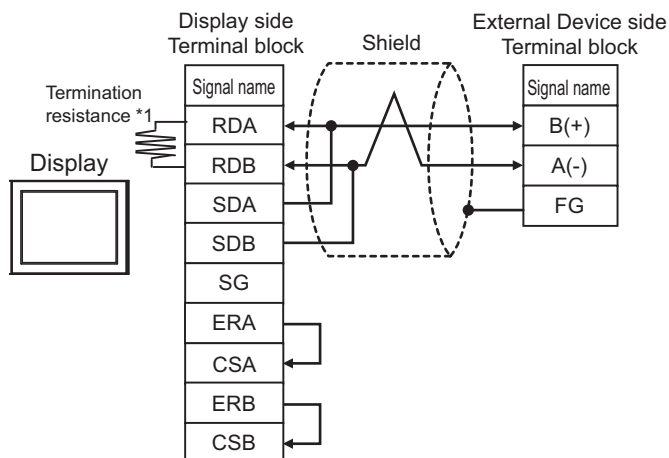 Display side
Terminal block
Shield
External Device side
Terminal block
Termination
resistance *1
Display
Signal name
RDA
RDB
SDA
SDB
SG
ERA
CSA
ERB
CSB
Signal name
B(+)
A(-)
FG